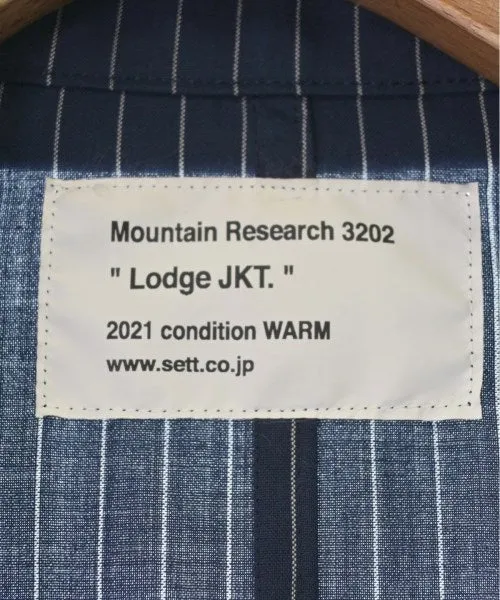 Mountain Research 3202
" Lodge JKT. "
2021 condition WARM
www.sett.co.jp